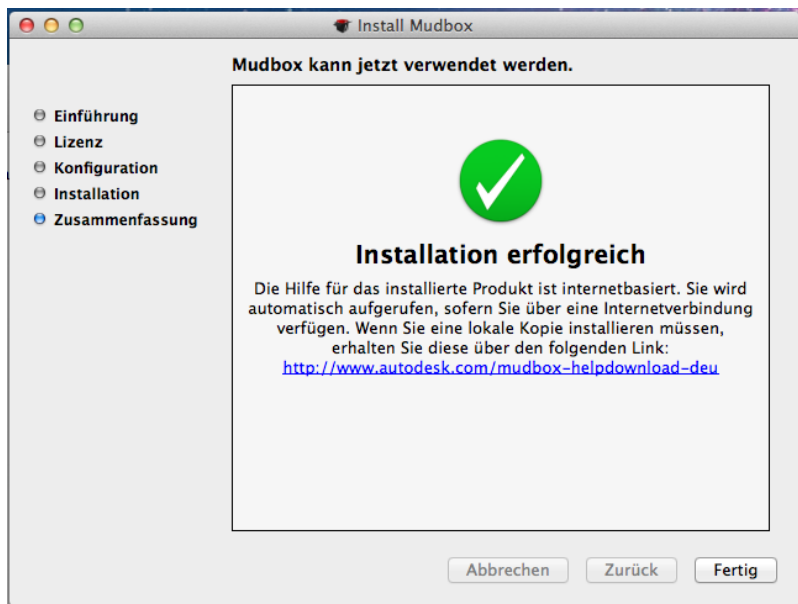 Install Mudbox
Mudbox kann jetzt verwendet werden.
Einführung
Lizenz
Konfiguration
Installation
Zusammenfassung
Installation erfolgreich
Die Hilfe für das installierte Produkt ist internetbasiert. Sie wird
automatisch aufgerufen, sofern Sie über eine Internetverbindung
verfügen. Wenn Sie eine lokale Kopie installieren müssen,
erhalten Sie diese über den folgenden Link:
http://www.autodesk.com/mudbox-helpdownload-deu
Abbrechen
Zurück
Fertig